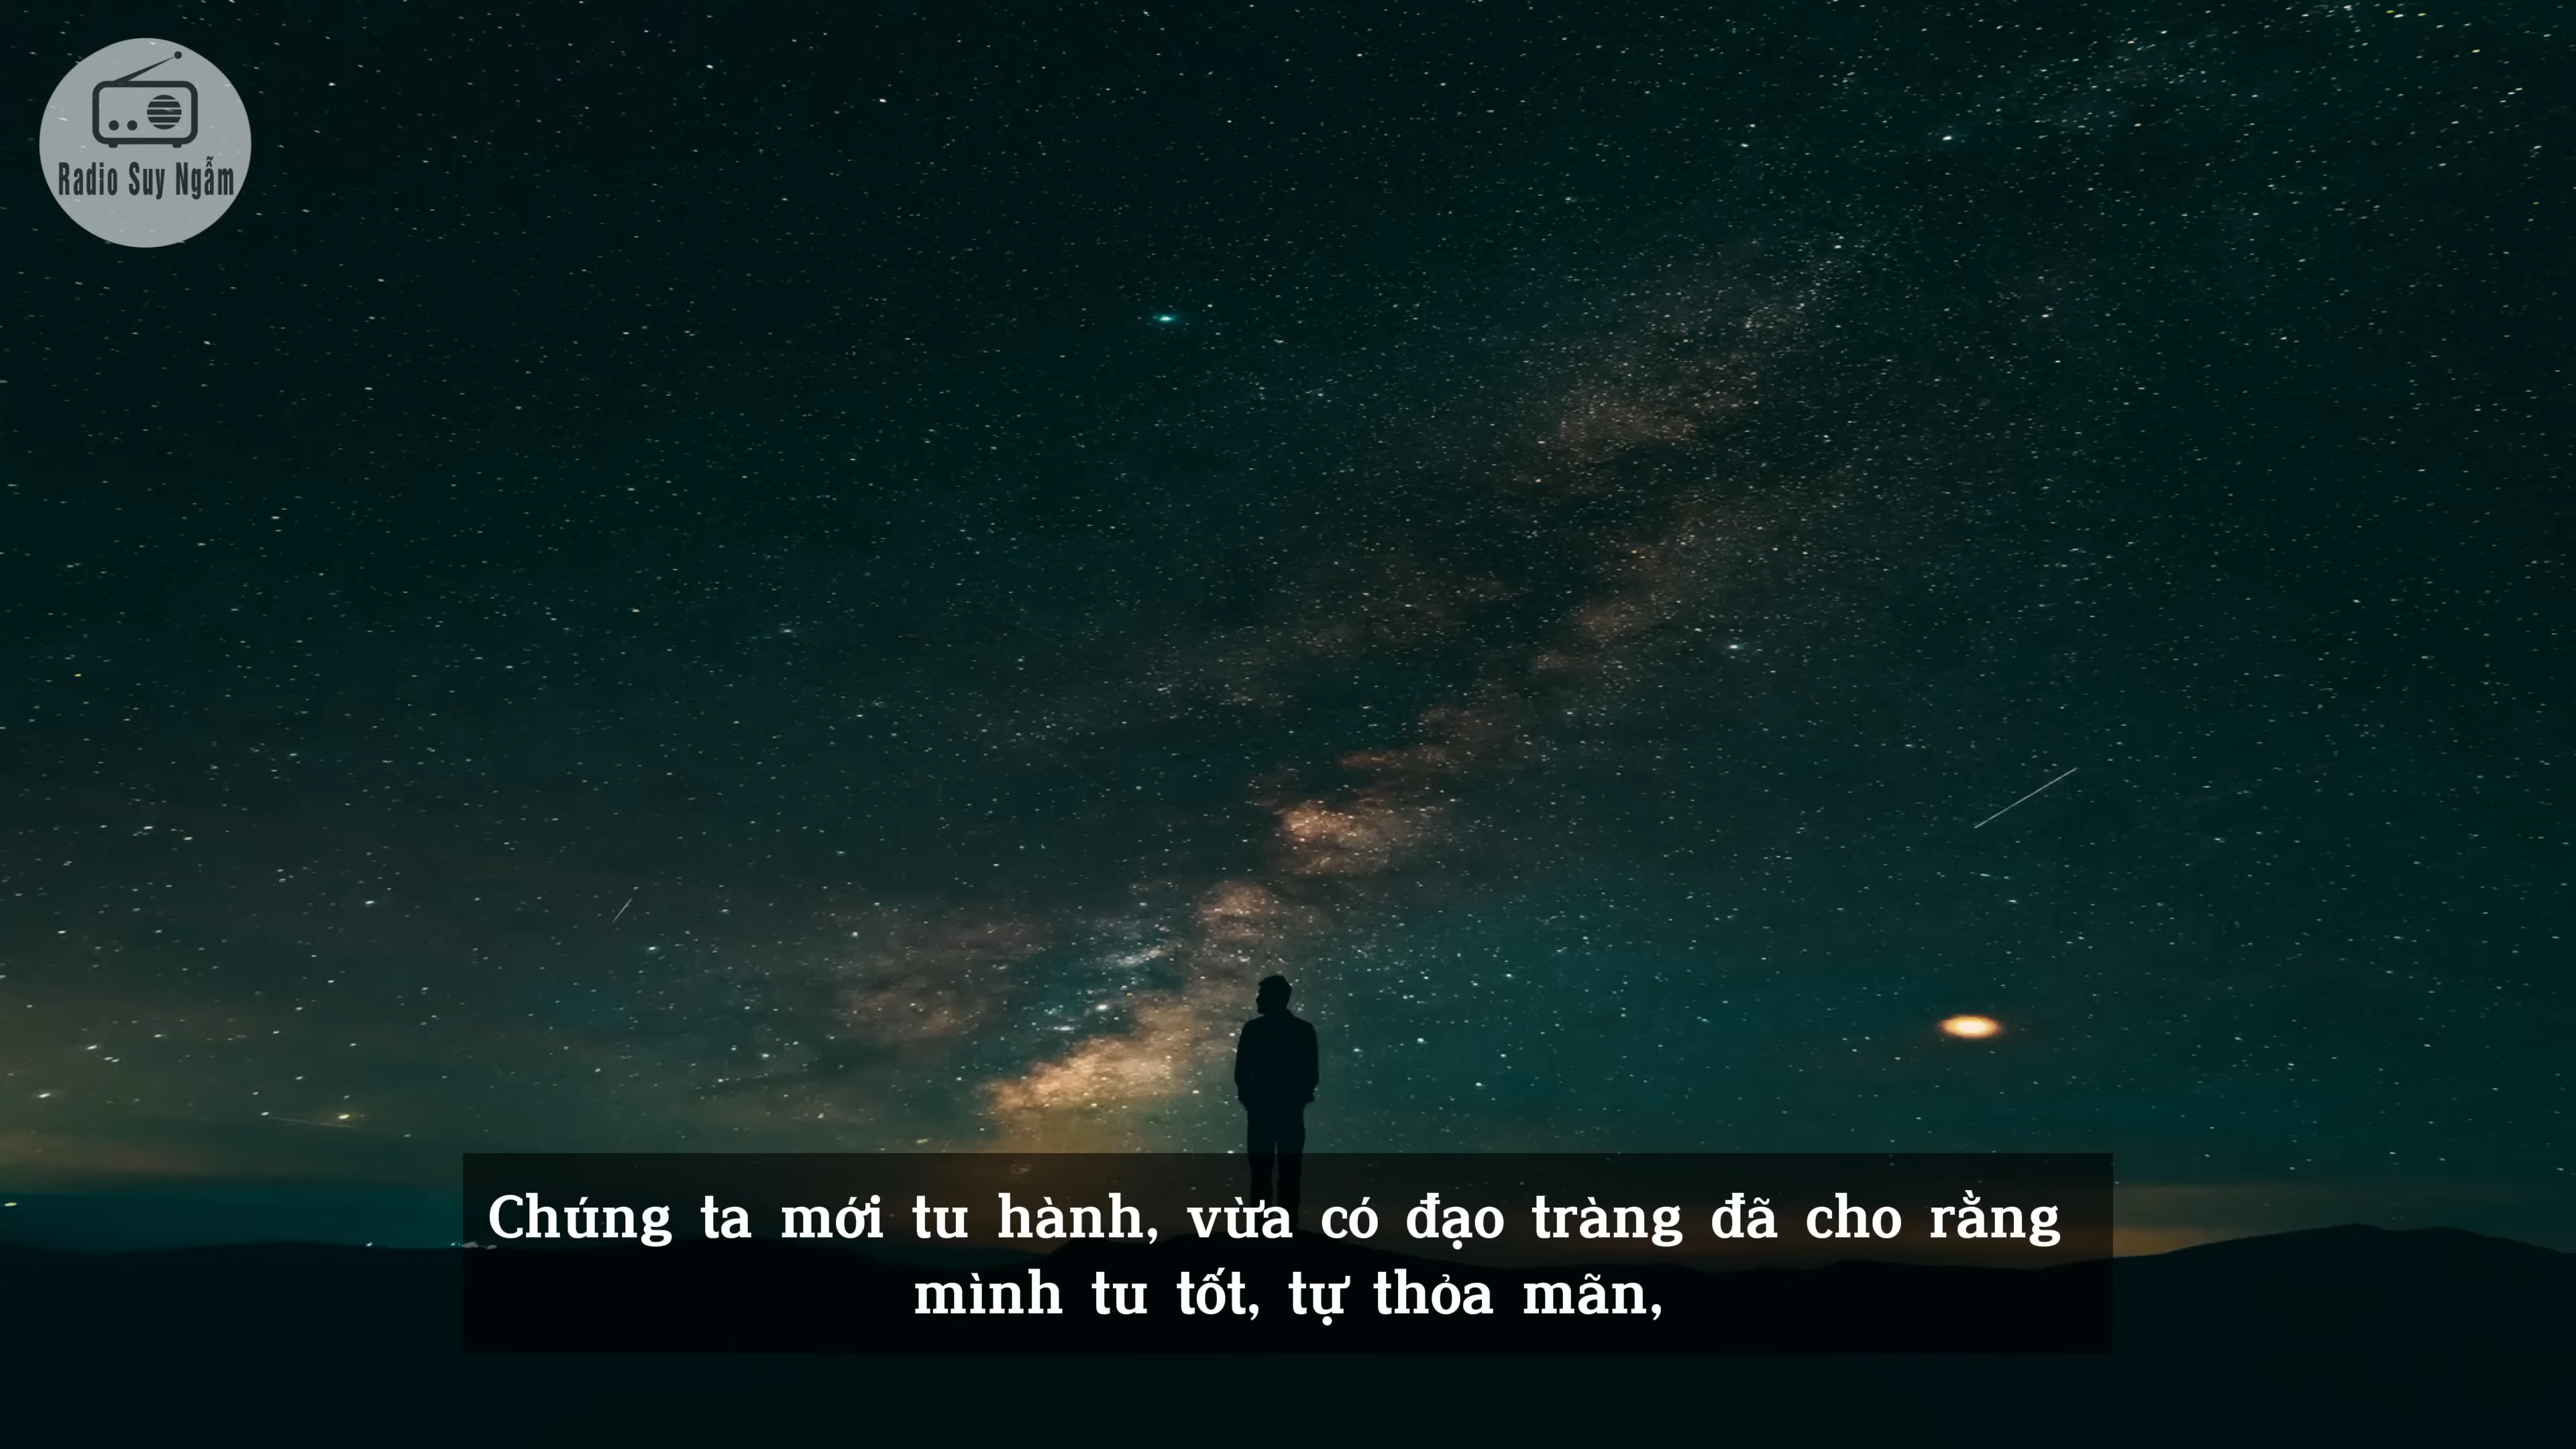 Radio Suy Ngẫm
Chúng ta mới tu hành, vừa có đạo tràng đã cho rằng
mình tu tốt, tự thỏa mãn,